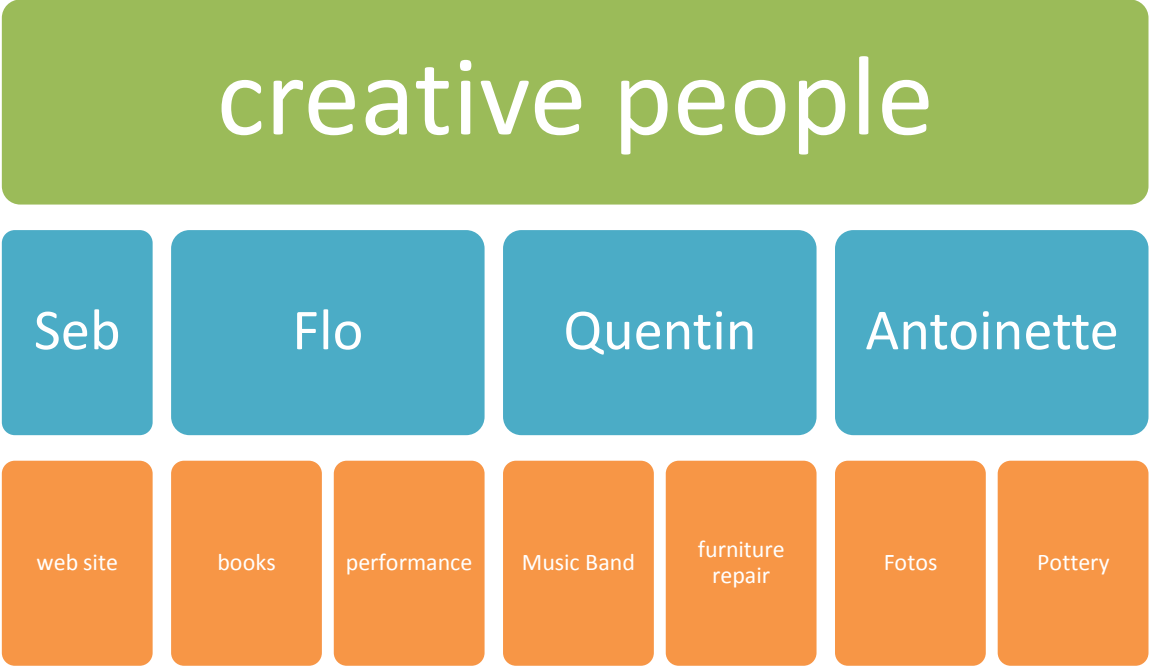 creative people
Seb
Flo
Quentin
Antoinette
web site
books
performance
Music Band
furniture
repair
Fotos
Pottery